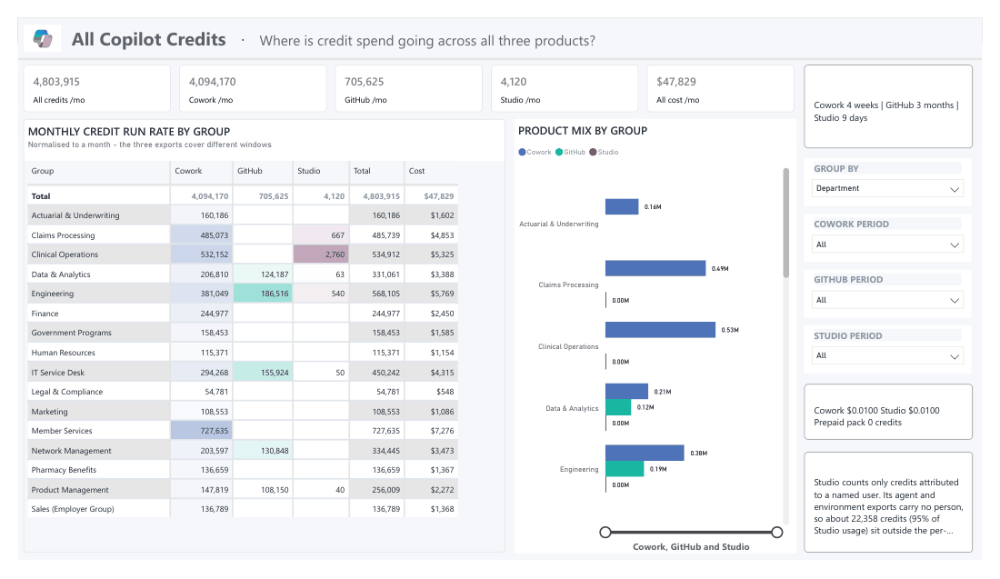 All Copilot Credits · Where is credit spend going across all three products?
4,803,915
All credits /mo
4,094,170
Cowork /mo
705,625
GitHub /mo
4,120
Studio /mo
$47,829
All cost /mo
Cowork 4 weeks | GitHub 3 months |
Studio 9 days
MONTHLY CREDIT RUN RATE BY GROUP
Normalised to a month - the three exports cover different windows
Group Cowork GitHub Studio Total Cost
Total 4,094,170 705,625 4,120 4,803,915 $47,829
Actuarial & Underwriting 160,186 160,186 $1,602
Claims Processing 485,073 667 485,739 $4,853
Clinical Operations 532,152 2,760 534,912 $5,325
Data & Analytics 206,810 124,187 63 331,061 $3,388
Engineering 381,049 186,516 540 568,105 $5,769
Finance 244,977 244,977 $2,450
Government Programs 158,453 158,453 $1,585
Human Resources 115,371 115,371 $1,154
IT Service Desk 294,268 155,924 50 450,242 $4,315
Legal & Compliance 54,781 54,781 $548
Marketing 108,553 108,553 $1,086
Member Services 727,635 727,635 $7,276
Network Management 203,597 130,848 334,445 $3,473
Pharmacy Benefits 136,659 136,659 $1,367
Product Management 147,819 108,150 40 256,009 $2,272
Sales (Employer Group) 136,789 136,789 $1,368
PRODUCT MIX BY GROUP
Cowork GitHub Studio
Actuarial & Underwriting
0.16M
Claims Processing
0.49M
0.00M
Clinical Operations
0.53M
0.00M
Data & Analytics
0.21M
0.12M
0.00M
Engineering
0.38M
0.19M
0.00M
Cowork, GitHub and Studio
GROUP BY
Department
COWORK PERIOD
All
GITHUB PERIOD
All
STUDIO PERIOD
All
Cowork $0.0100 Studio $0.0100
Prepaid pack 0 credits
Studio counts only credits attributed
to a named user. Its agent and
environment exports carry no person,
so about 22,358 credits (95% of
Studio usage) sit outside the per-...